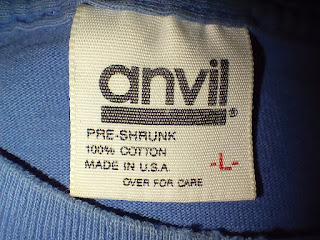 anvil®
PRE-SHRUNK
100% COTTON
MADE IN U.S.A. -L-
OVER FOR CARE